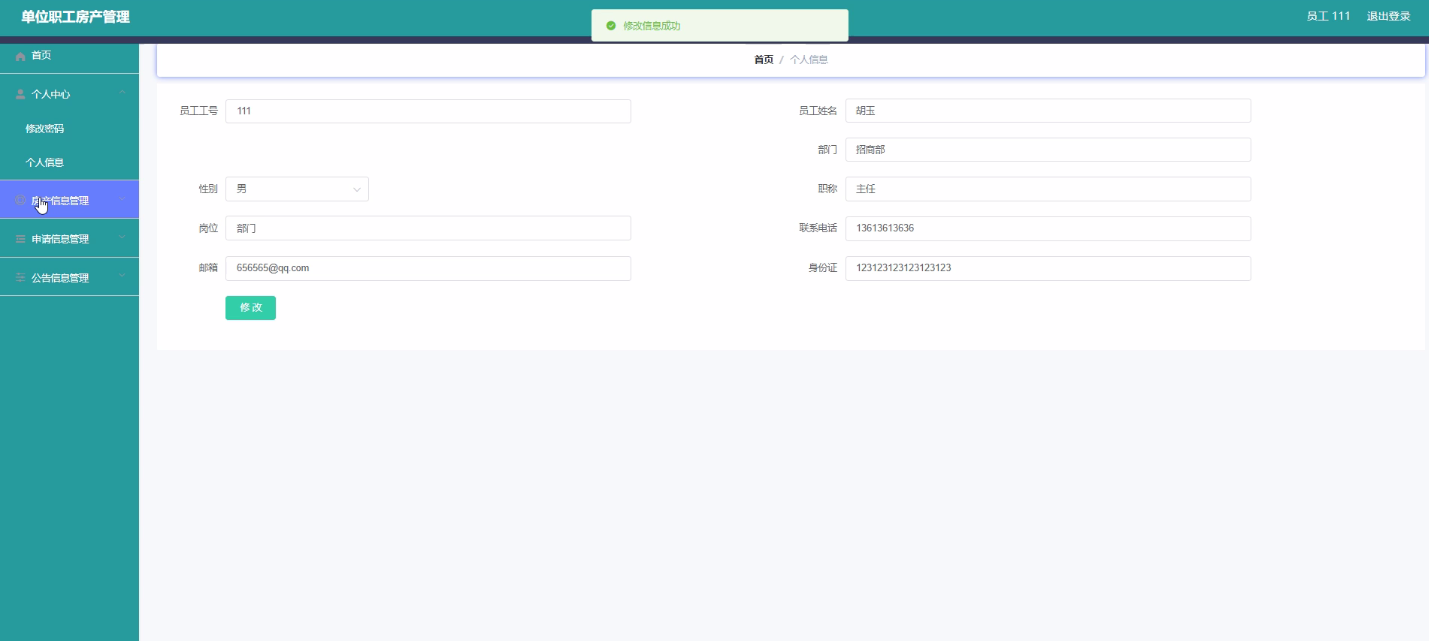 单位职工房产管理
修改信息成功
员工 111 退出登录
首页
个人中心
修改密码
个人信息
房产信息管理
申请信息管理
公告信息管理
首页 / 个人信息
员工工号 111
员工姓名 胡玉
部门 招商部
性别 男
职称 主任
岗位 部门
联系电话 13613613636
邮箱 656565@qq.com
身份证 123123123123123123
修改